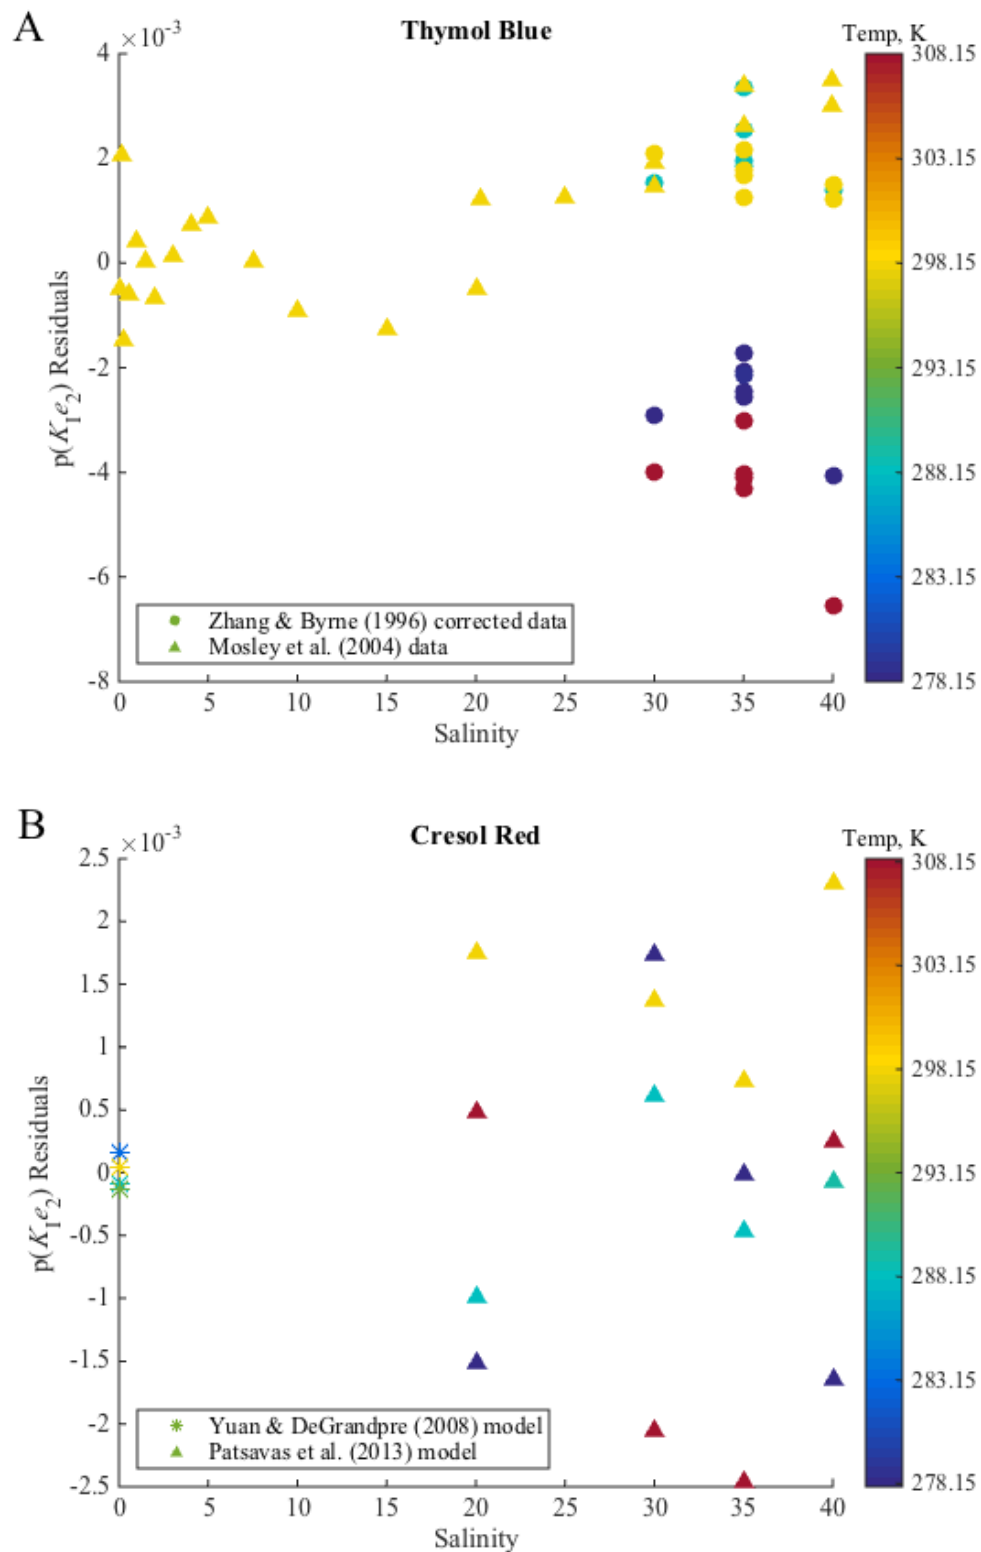 A
×10⁻³
Thymol Blue
Temp, K
4
2
0
-2
-4
-6
-8
p(K₁e₂) Residuals
308.15
303.15
298.15
293.15
288.15
283.15
278.15
Zhang & Byrne (1996) corrected data
Mosley et al. (2004) data
0 5 10 15 20 25 30 35 40
Salinity
B
×10⁻³
Cresol Red
Temp, K
2.5
2
1.5
1
0.5
0
-0.5
-1
-1.5
-2
-2.5
p(K₁e₂) Residuals
308.15
303.15
298.15
293.15
288.15
283.15
278.15
Yuan & DeGrandpre (2008) model
Patsavas et al. (2013) model
0 5 10 15 20 25 30 35 40
Salinity